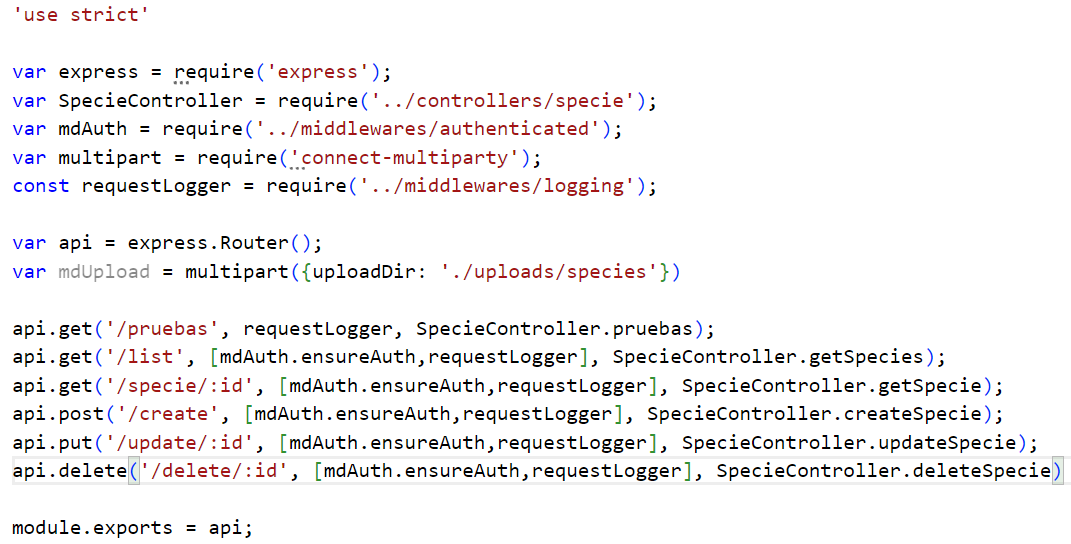 'use strict'
var express = require('express');
var SpecieController = require('../controllers/specie');
var mdAuth = require('../middlewares/authenticated');
var multipart = require('connect-multiparty');
const requestLogger = require('../middlewares/logging');
var api = express.Router();
var mdUpload = multipart({uploadDir: './uploads/species'})
api.get('/pruebas', requestLogger, SpecieController.pruebas);
api.get('/list', [mdAuth.ensureAuth,requestLogger], SpecieController.getSpecies);
api.get('/specie/:id', [mdAuth.ensureAuth,requestLogger], SpecieController.getSpecie);
api.post('/create', [mdAuth.ensureAuth,requestLogger], SpecieController.createSpecie);
api.put('/update/:id', [mdAuth.ensureAuth,requestLogger], SpecieController.updateSpecie);
api.delete('/delete/:id', [mdAuth.ensureAuth,requestLogger], SpecieController.deleteSpecie)
module.exports = api;